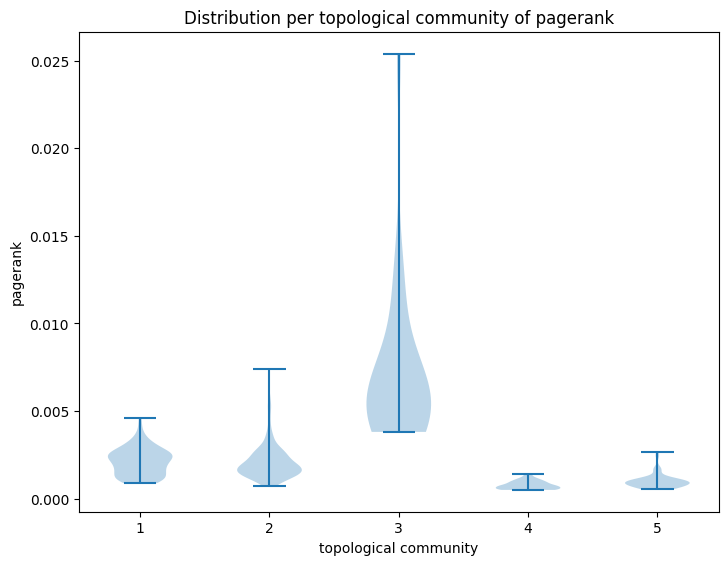 Distribution per topological community of pagerank
pagerank
0.025
0.020
0.015
0.010
0.005
0.000
1 2 3 4 5
topological community